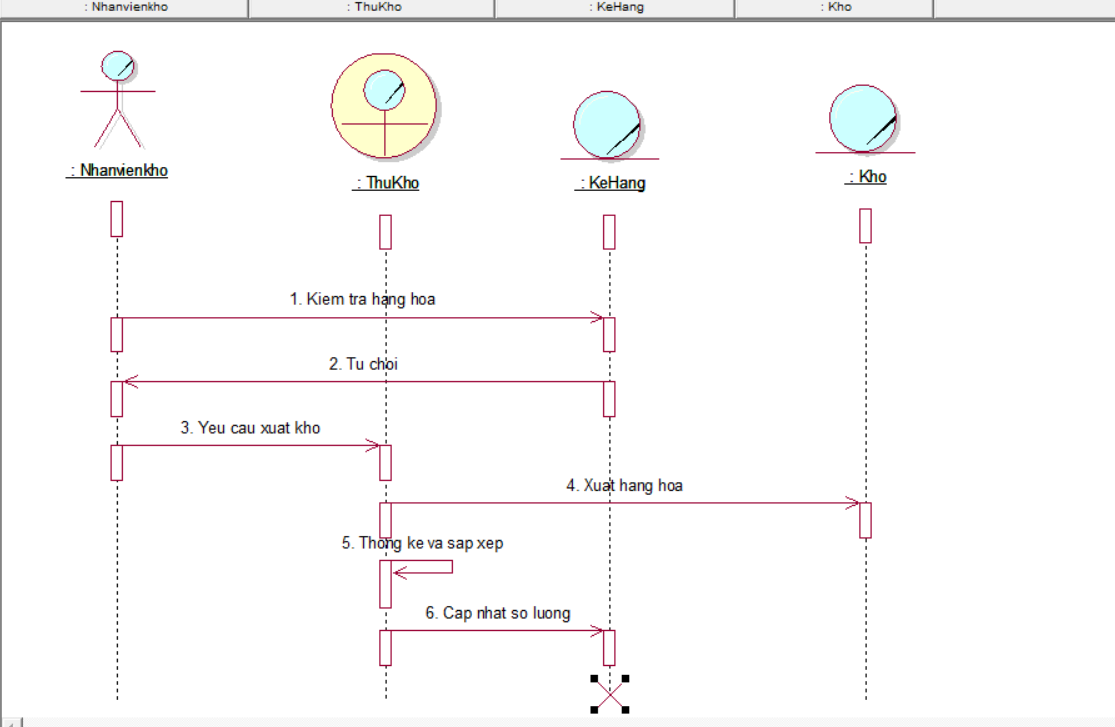 : Nhanvienkho
: ThuKho
: KeHang
: Kho
: Nhanvienkho
: ThuKho
: KeHang
: Kho
1. Kiem tra hang hoa
2. Tu choi
3. Yeu cau xuat kho
4. Xuat hang hoa
5. Thong ke va sap xep
6. Cap nhat so luong